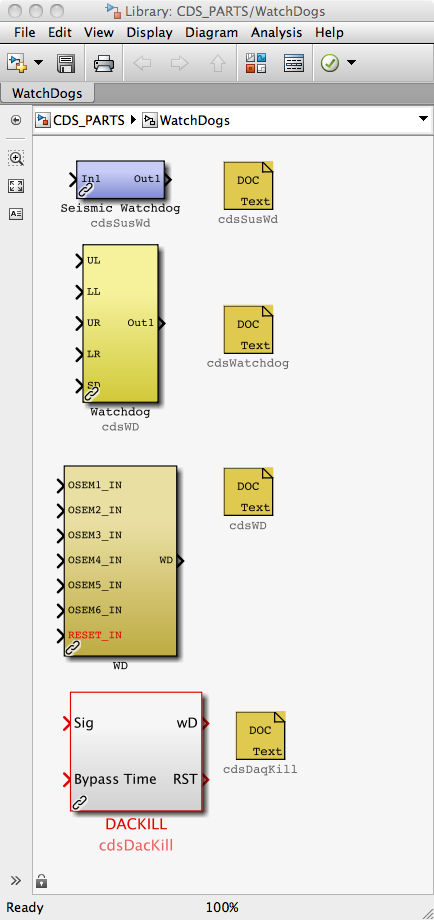 Library: CDS_PARTS/WatchDogs
File Edit View Display Diagram Analysis Help
WatchDogs
CDS_PARTS WatchDogs
In1 Out1
Seismic Watchdog
cdsSusWd
DOC
Text
cdsSusWd
UL
LL
UR Out1
LR
SD
Watchdog
cdsWD
DOC
Text
cdsWatchdog
OSEM1_IN
OSEM2_IN
OSEM3_IN
OSEM4_IN WD
OSEM5_IN
OSEM6_IN
RESET_IN
WD
DOC
Text
cdsWD
Sig wD
Bypass Time RST
DACKILL
cdsDacKill
DOC
Text
cdsDaqKill
Ready 100%